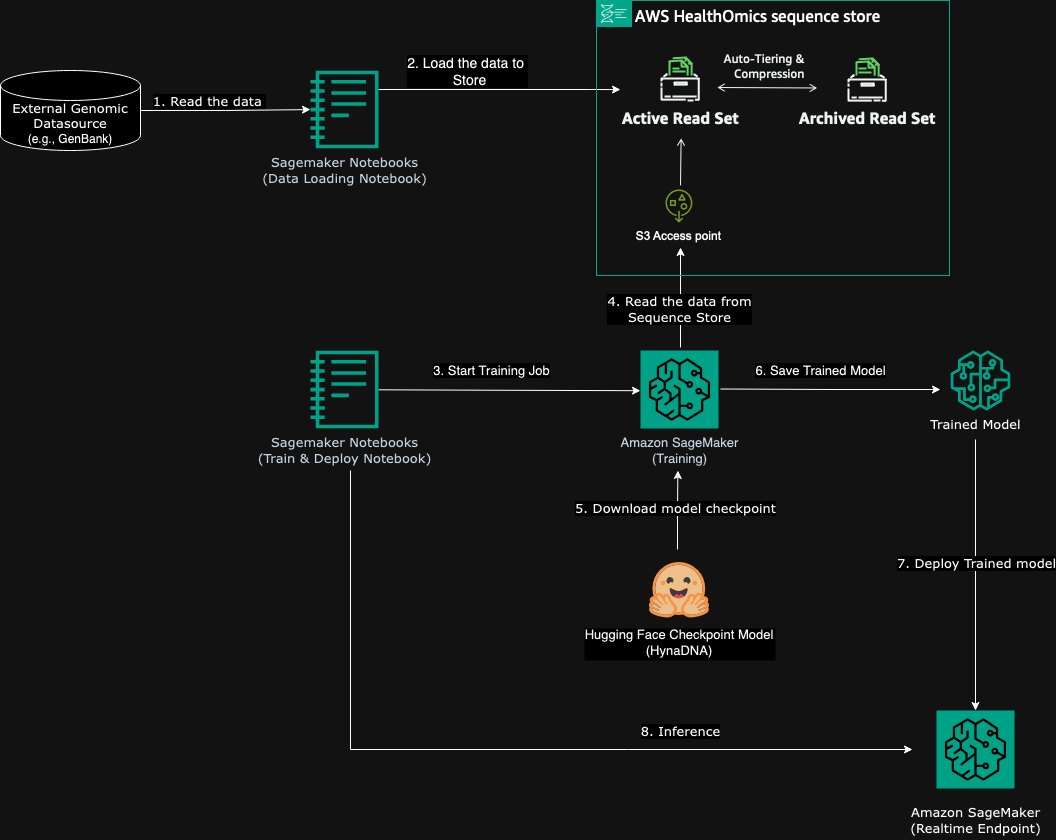 AWS HealthOmics sequence store
External Genomic
Datasource
(e.g., GenBank)
1. Read the data
Sagemaker Notebooks
(Data Loading Notebook)
2. Load the data to
Store
Active Read Set
Auto-Tiering &
Compression
Archived Read Set
S3 Access point
4. Read the data from
Sequence Store
Sagemaker Notebooks
(Train & Deploy Notebook)
3. Start Training Job
Amazon SageMaker
(Training)
6. Save Trained Model
Trained Model
5. Download model checkpoint
Hugging Face Checkpoint Model
(HynaDNA)
7. Deploy Trained model
8. Inference
Amazon SageMaker
(Realtime Endpoint)